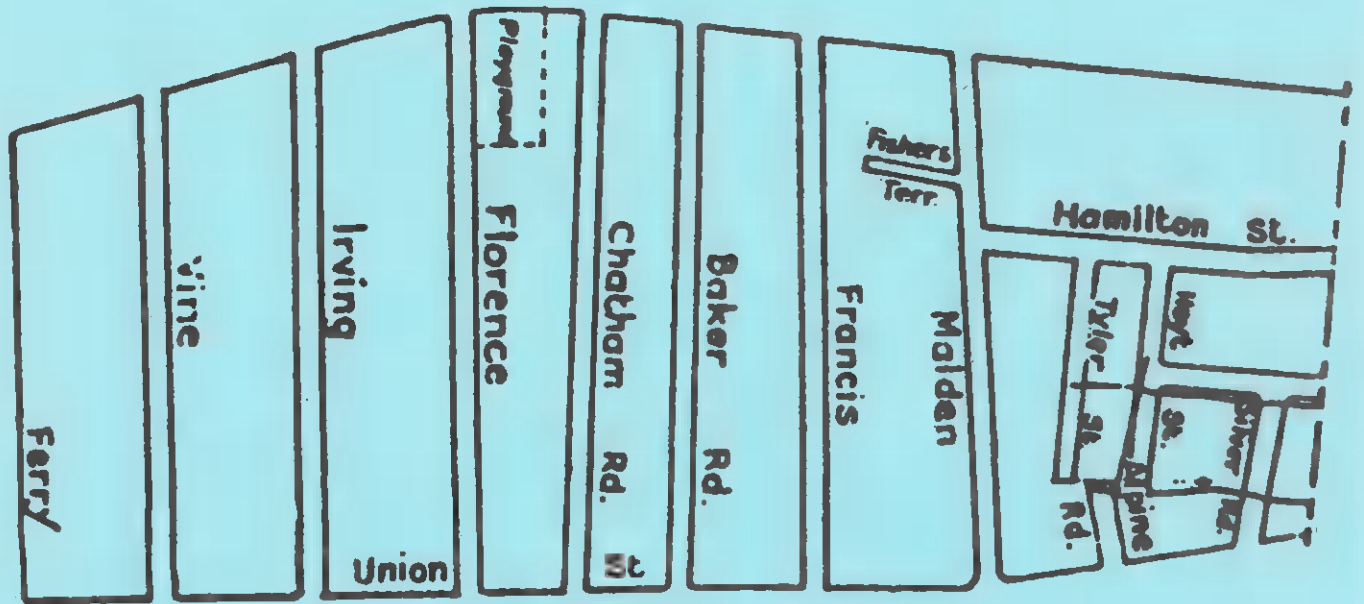 Playground
Fishers
Terr.
Hamilton St.
Ferry
Vine
Irving
Florence
Chatham Rd.
Baker Rd.
Francis
Malden
Tyler St.
Hoyt St.
Silver Rd.
Alpine Rd.
Union St